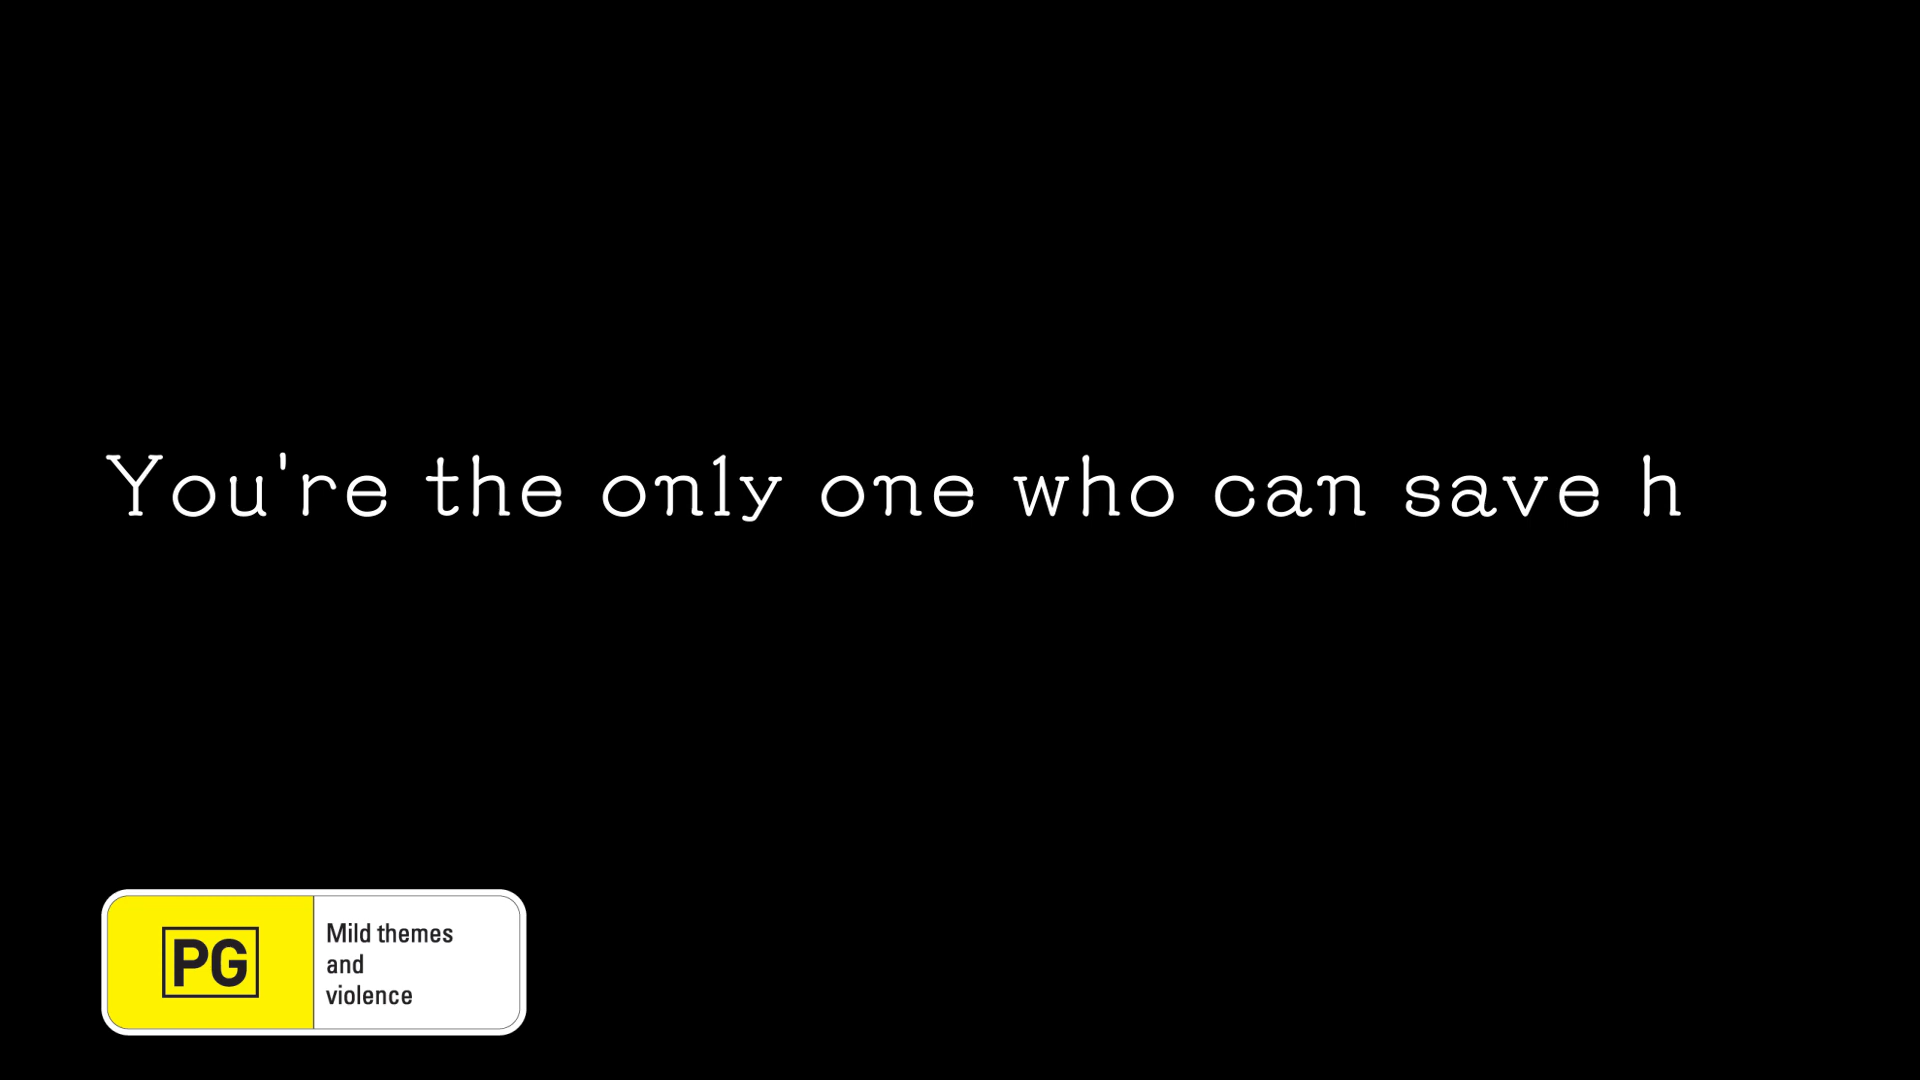 You're the only one who can save h
PG
Mild themes
and
violence